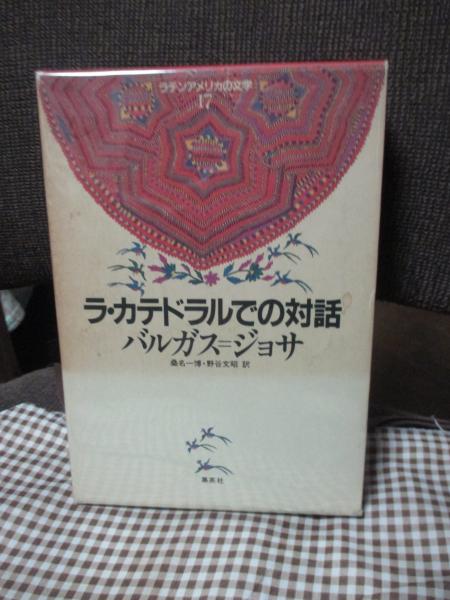 ラテンアメリカの文学
17
ラ・カテドラルでの対話
バルガス=ジョサ
桑名一博・野谷文昭 訳
集英社